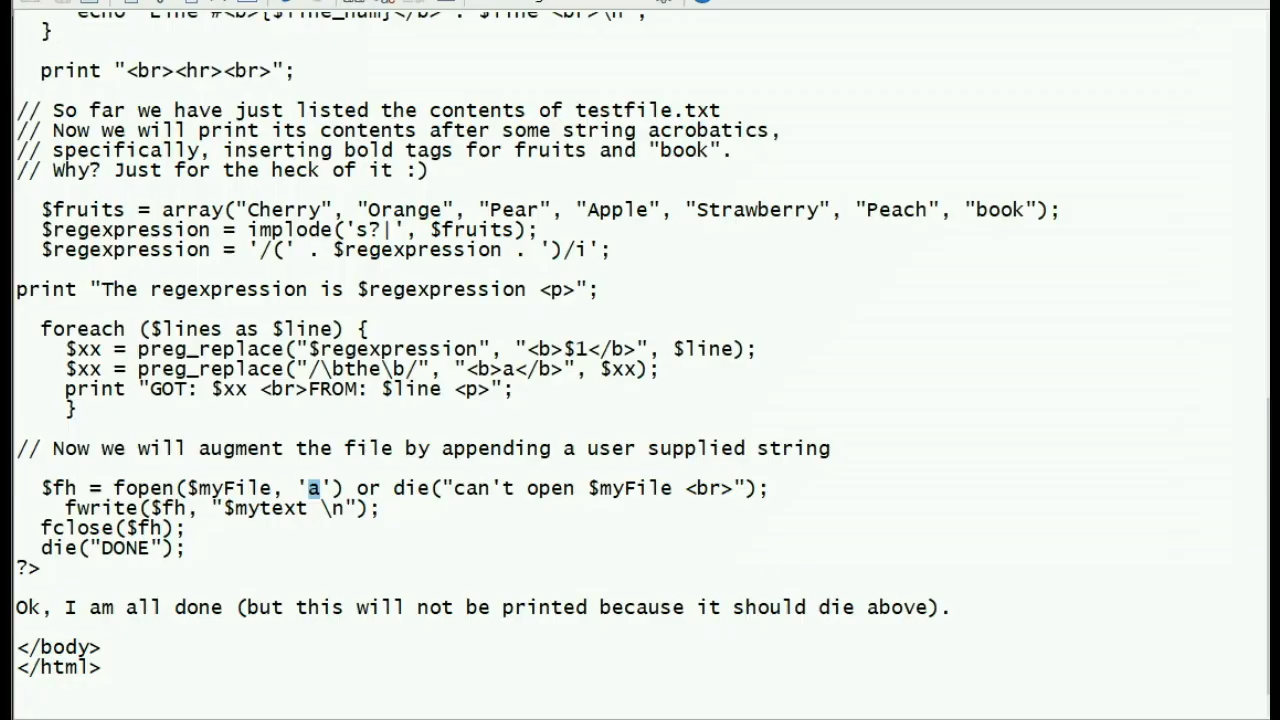 echo "Line #<b>{$line_num}</b> : $line <br>\n";
}
print "<br><hr><br>";
// So far we have just listed the contents of testfile.txt
// Now we will print its contents after some string acrobatics,
// specifically, inserting bold tags for fruits and "book".
// Why? Just for the heck of it :)
$fruits = array("Cherry", "Orange", "Pear", "Apple", "Strawberry", "Peach", "book");
$regexpression = implode('s?|', $fruits);
$regexpression = '/(' . $regexpression . ')/i';
print "The regexpression is $regexpression <p>";
foreach ($lines as $line) {
$xx = preg_replace("$regexpression", "<b>$1</b>", $line);
$xx = preg_replace("/\bthe\b/", "<b>a</b>", $xx);
print "GOT: $xx <br>FROM: $line <p>";
}
// Now we will augment the file by appending a user supplied string
$fh = fopen($myFile, 'a') or die("can't open $myFile <br>");
fwrite($fh, "$mytext \n");
fclose($fh);
die("DONE");
?>
Ok, I am all done (but this will not be printed because it should die above).
</body>
</html>